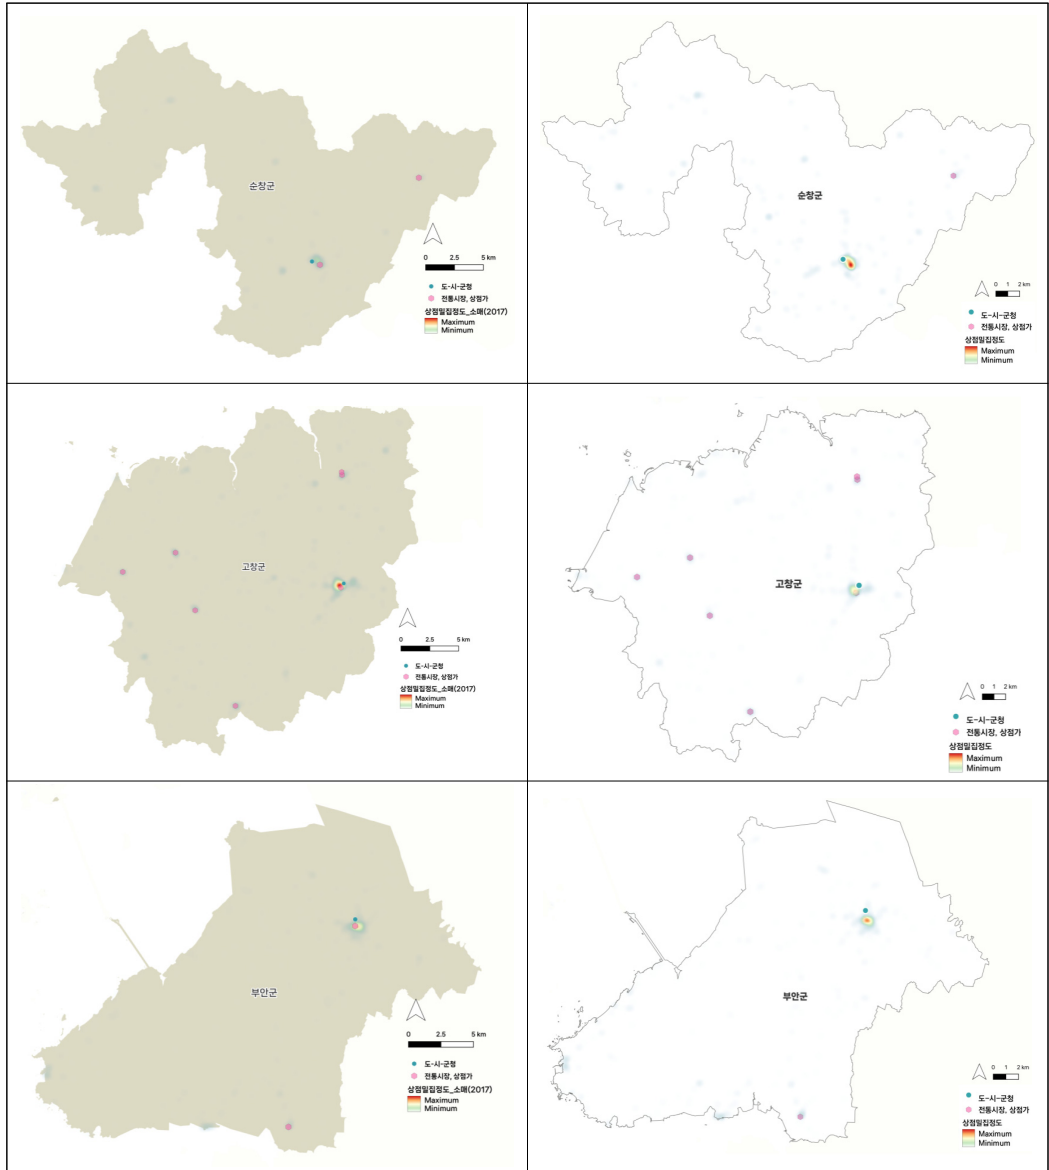 순창군
0 2.5 5 km
도-시-군청
전통시장, 상점가
상점밀집정도_소매(2017)
Maximum
Minimum
순창군
0 1 2 km
도-시-군청
전통시장, 상점가
상점밀집정도
Maximum
Minimum
고창군
0 2.5 5 km
도-시-군청
전통시장, 상점가
상점밀집정도_소매(2017)
Maximum
Minimum
고창군
0 1 2 km
도-시-군청
전통시장, 상점가
상점밀집정도
Maximum
Minimum
부안군
0 2.5 5 km
도-시-군청
전통시장, 상점가
상점밀집정도_소매(2017)
Maximum
Minimum
부안군
0 1 2 km
도-시-군청
전통시장, 상점가
상점밀집정도
Maximum
Minimum